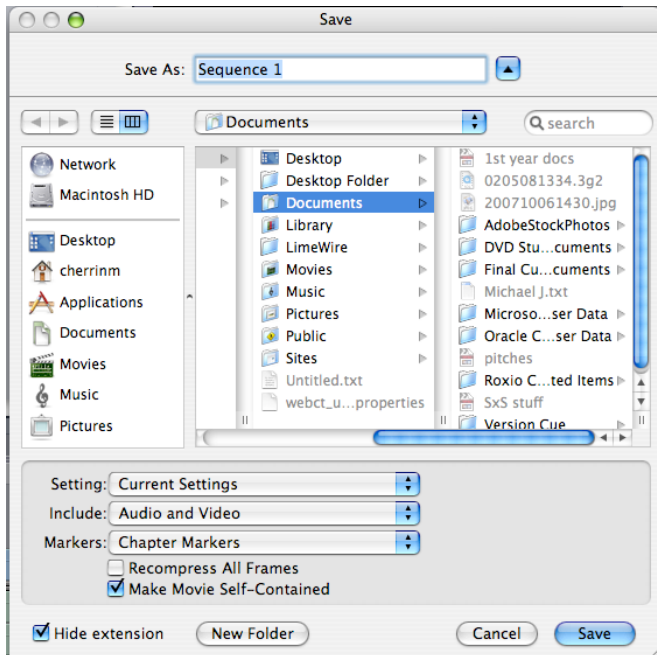 Save
Save As: Sequence 1
Documents
search
Network
Macintosh HD
Desktop
cherrinm
Applications
Documents
Movies
Music
Pictures
Desktop
Desktop Folder
Documents
Library
LimeWire
Movies
Music
Pictures
Public
Sites
Untitled.txt
webct_u...properties
1st year docs
0205081334.3g2
200710061430.jpg
AdobeStockPhotos
DVD Stu...cuments
Final Cu...cuments
Michael J.txt
Microso...ser Data
Oracle C...ser Data
pitches
Roxio C...ted Items
SxS stuff
Version Cue
Setting: Current Settings
Include: Audio and Video
Markers: Chapter Markers
Recompress All Frames
Make Movie Self-Contained
Hide extension New Folder Cancel Save